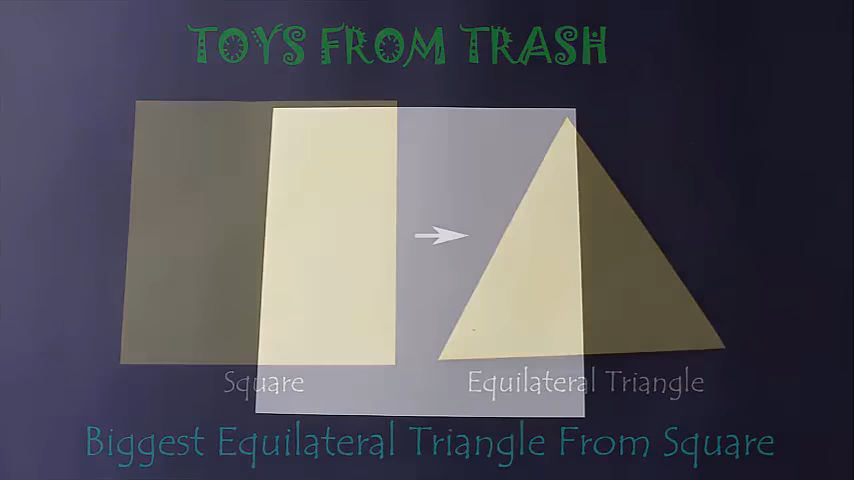 TOYS FROM TRASH
Square
Equilateral Triangle
Biggest Equilateral Triangle From Square